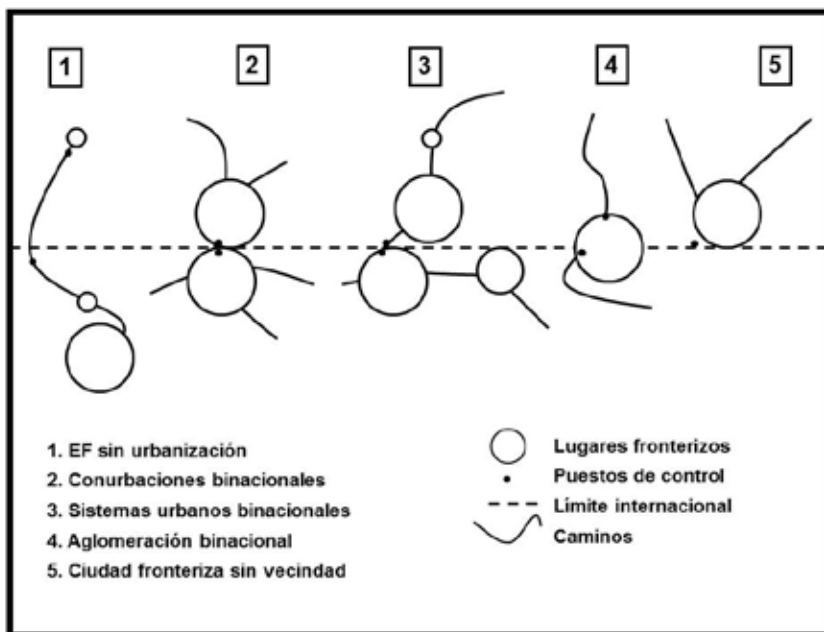 1
2
3
4
5
1. EF sin urbanización
2. Conurbaciones binacionales
3. Sistemas urbanos binacionales
4. Aglomeración binacional
5. Ciudad fronteriza sin vecindad
Lugares fronterizos
Puestos de control
Límite internacional
Caminos